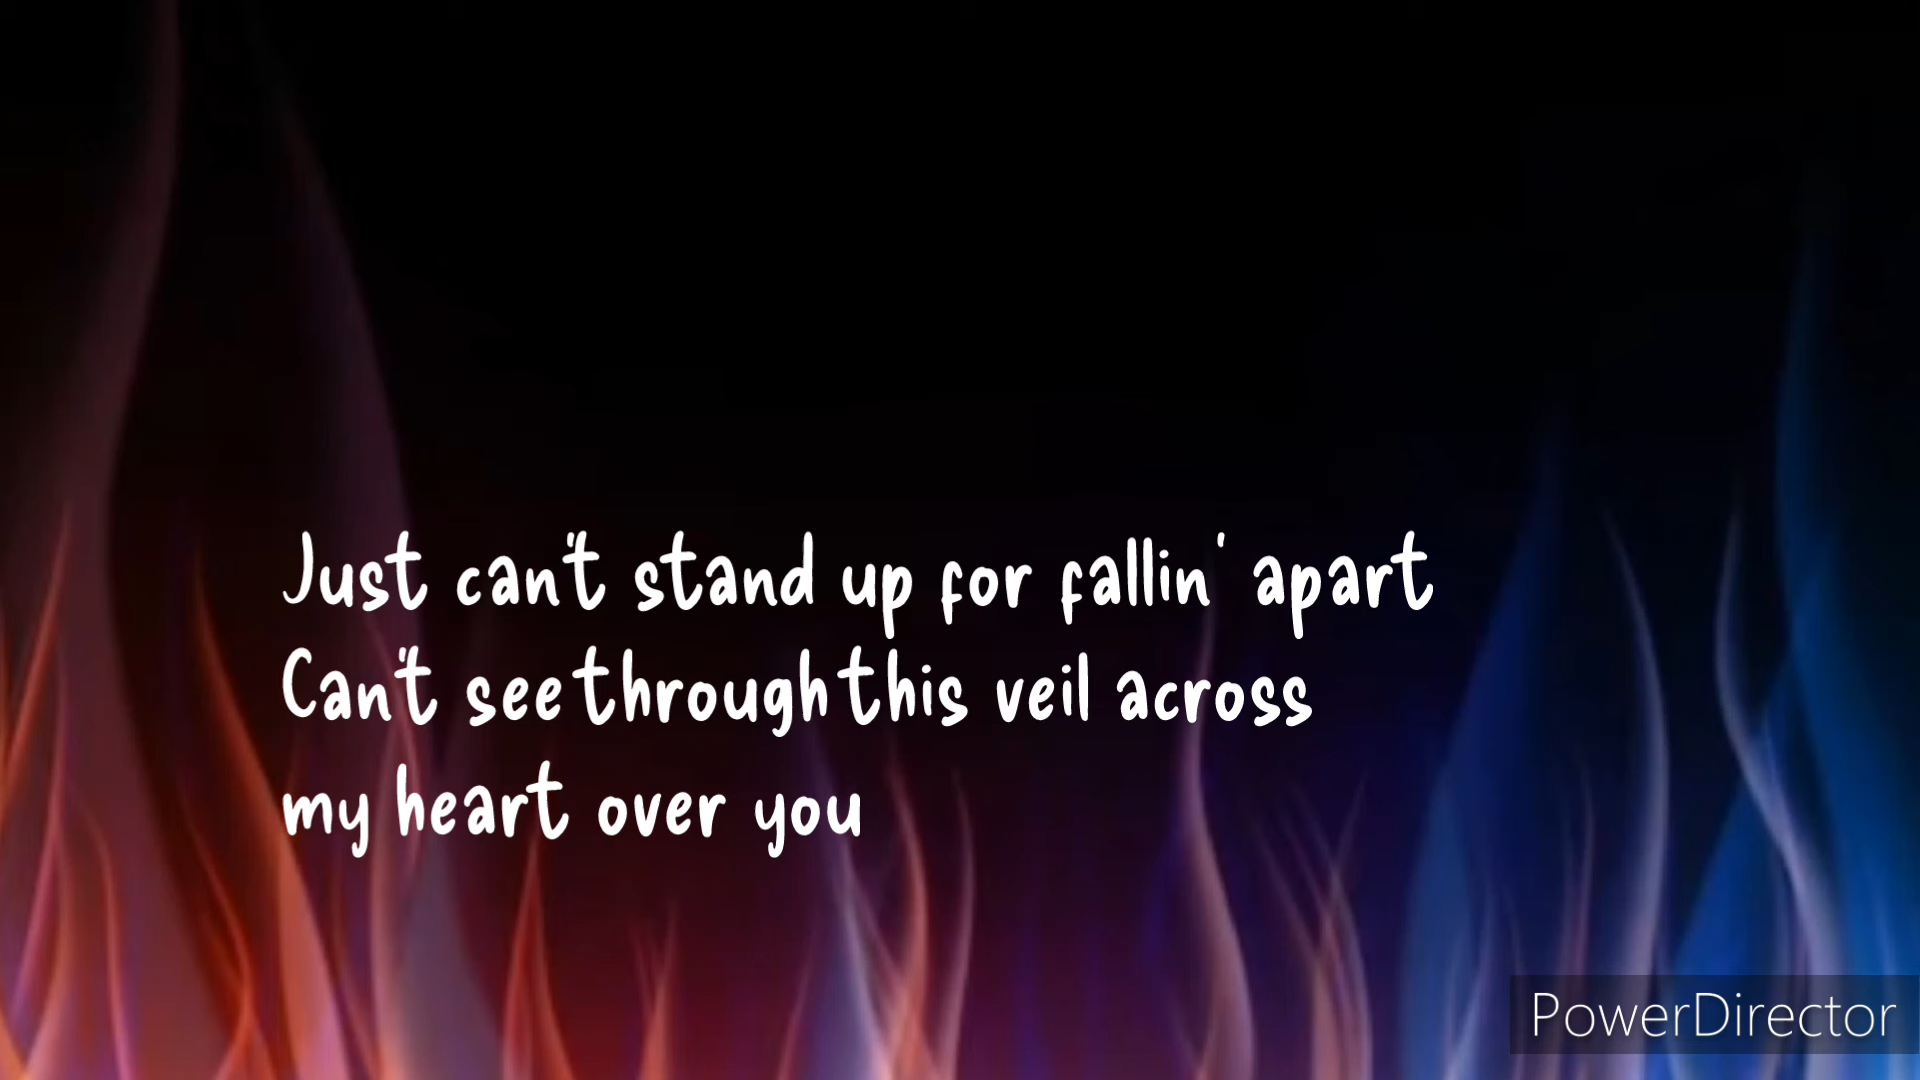 Just can't stand up for fallin' apart
Can't see through this veil across
my heart over you
PowerDirector